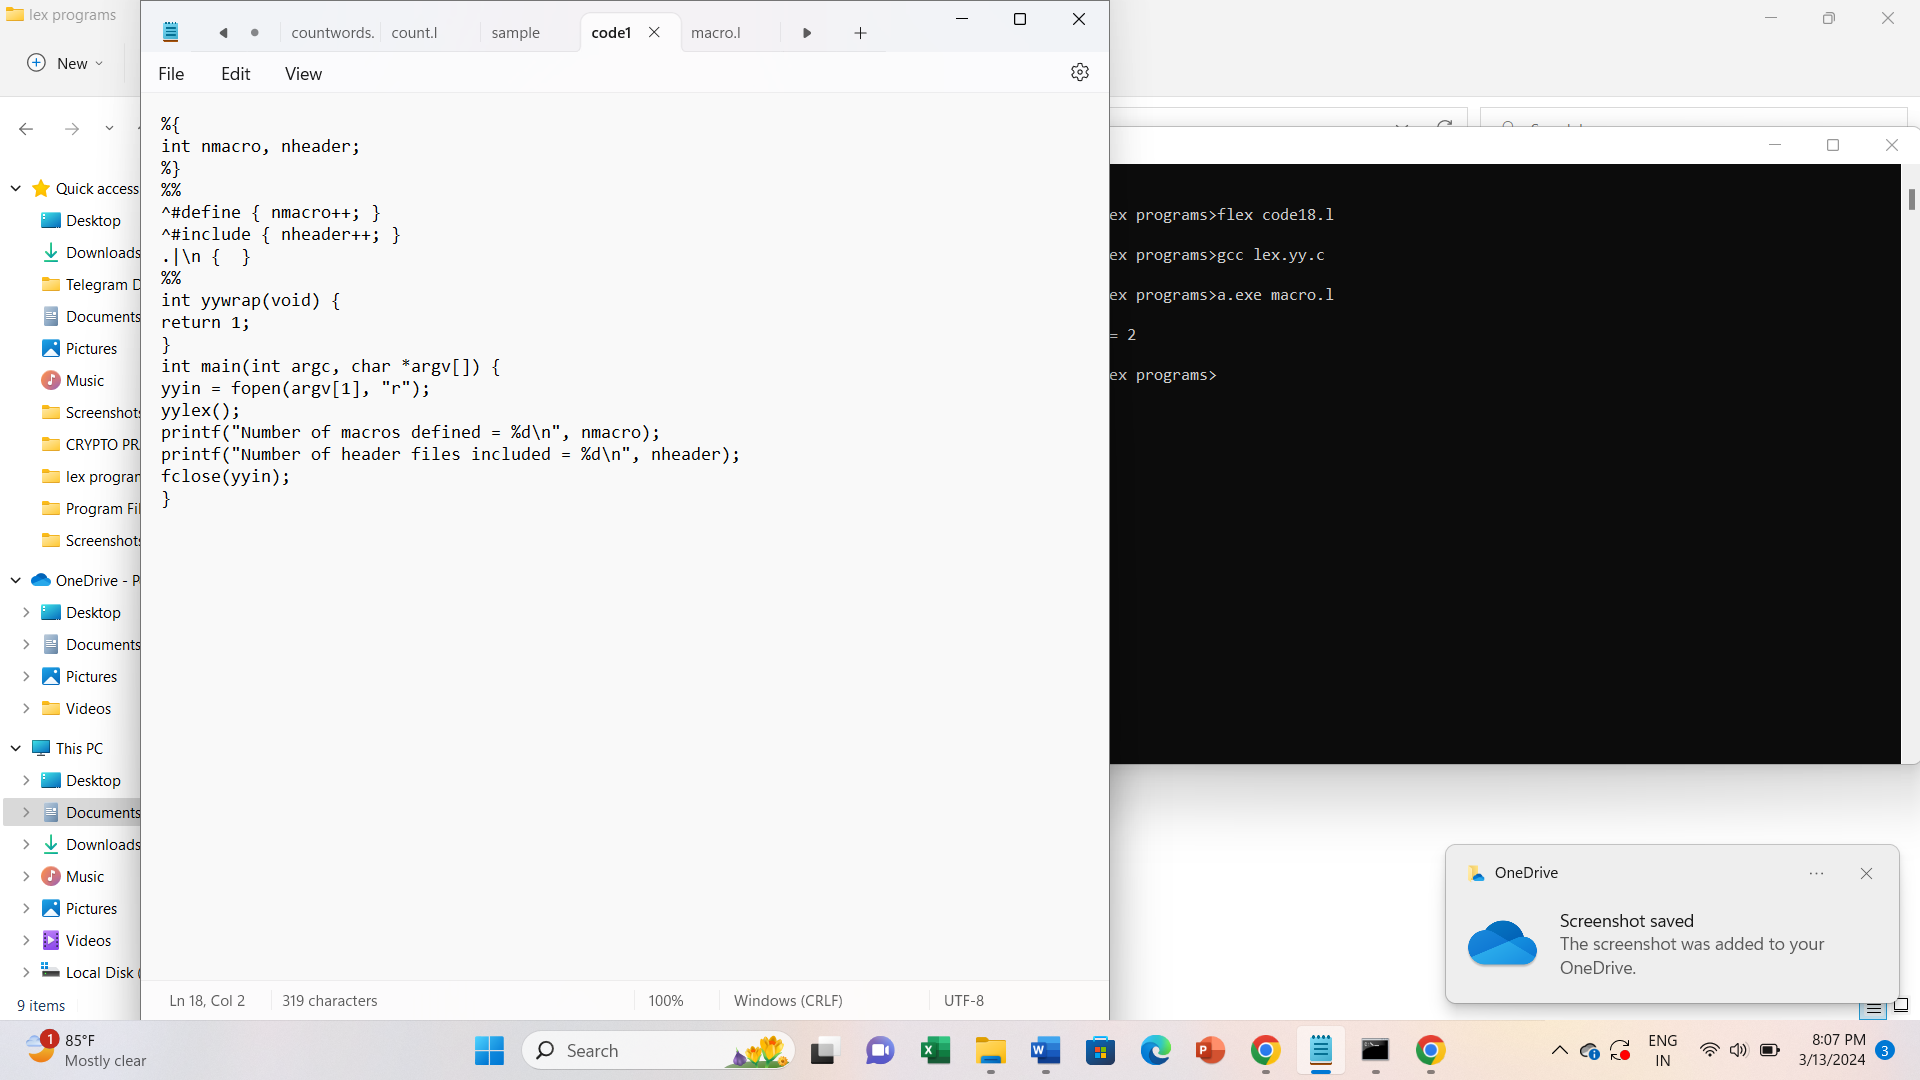 lex programs
New
Quick access
Desktop
Downloads
Telegram D
Documents
Pictures
Music
Screenshots
CRYPTO PR
lex program
Program Fil
Screenshots
OneDrive - P
Desktop
Documents
Pictures
Videos
This PC
Desktop
Documents
Downloads
Music
Pictures
Videos
Local Disk (
9 items
countwords. count.l sample code1 macro.l
File Edit View
%{
int nmacro, nheader;
%}
%%
^#define { nmacro++; }
^#include { nheader++; }
.|\n {  }
%%
int yywrap(void) {
return 1;
}
int main(int argc, char *argv[]) {
yyin = fopen(argv[1], "r");
yylex();
printf("Number of macros defined = %d\n", nmacro);
printf("Number of header files included = %d\n", nheader);
fclose(yyin);
}
Ln 18, Col 2 319 characters 100% Windows (CRLF) UTF-8
ex programs>flex code18.l
ex programs>gcc lex.yy.c
ex programs>a.exe macro.l
= 2
ex programs>
OneDrive
Screenshot saved
The screenshot was added to your
OneDrive.
1 85°F
Mostly clear
Search
ENG
IN
8:07 PM
3/13/2024
3